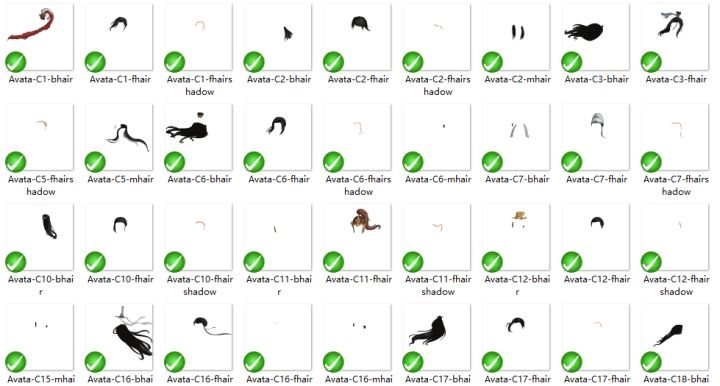 Avata-C1-bhair
Avata-C1-fhair
Avata-C1-fhairs
hadow
Avata-C2-bhair
Avata-C2-fhair
Avata-C2-fhairs
hadow
Avata-C2-mhair
Avata-C3-bhair
Avata-C3-fhair
Avata-C5-fhairs
hadow
Avata-C5-mhair
Avata-C6-bhair
Avata-C6-fhair
Avata-C6-fhairs
hadow
Avata-C6-mhair
Avata-C7-bhair
Avata-C7-fhair
Avata-C7-fhairs
hadow
Avata-C10-bhai
r
Avata-C10-fhair
Avata-C10-fhair
shadow
Avata-C11-bhai
r
Avata-C11-fhair
Avata-C11-fhair
shadow
Avata-C12-bhai
r
Avata-C12-fhair
Avata-C12-fhair
shadow
Avata-C15-mhai
Avata-C16-bhai
Avata-C16-fhair
Avata-C16-fhair
Avata-C16-mhai
Avata-C17-bhai
Avata-C17-fhair
Avata-C17-fhair
Avata-C18-bhai